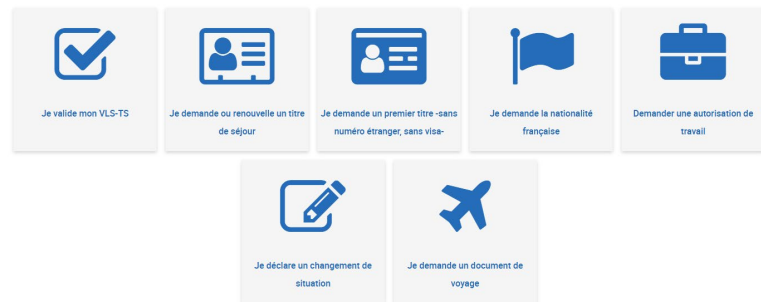 Je valide mon VLS-TS
Je demande ou renouvelle un titre
de séjour
Je demande un premier titre -sans
numéro étranger, sans visa-
Je demande la nationalité
française
Demander une autorisation de
travail
Je déclare un changement de
situation
Je demande un document de
voyage